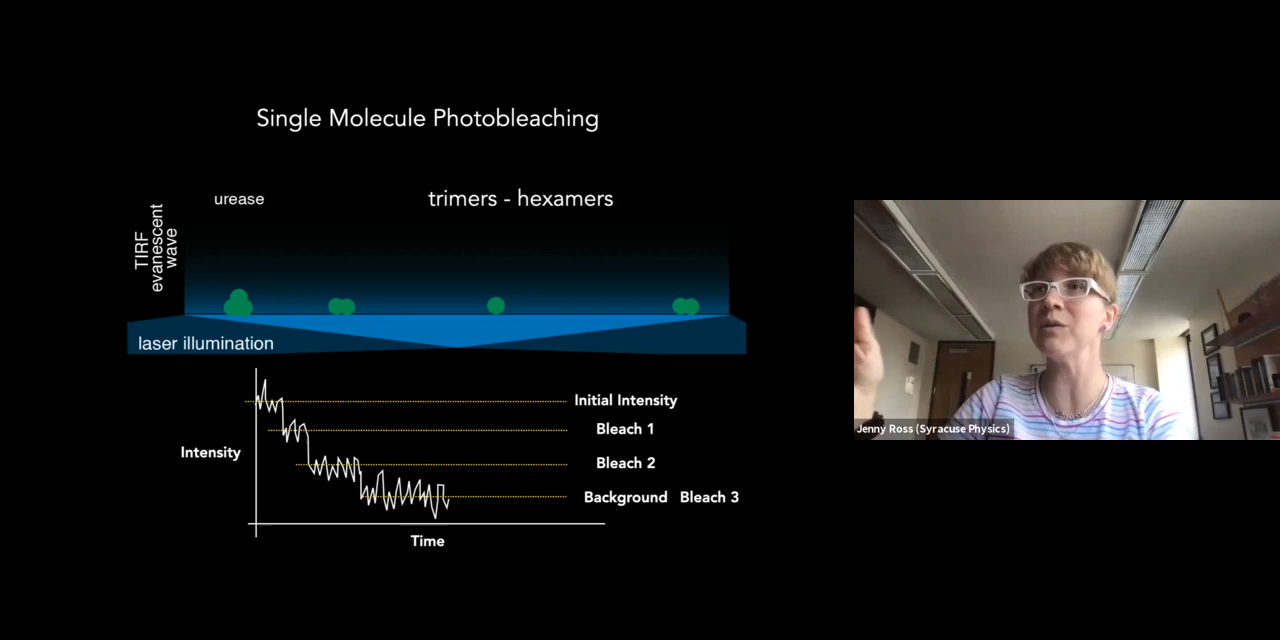 Single Molecule Photobleaching
urease
trimers - hexamers
TIRF
evanescent
wave
laser illumination
Initial Intensity
Bleach 1
Intensity
Bleach 2
Background Bleach 3
Time
Jenny Ross (Syracuse Physics)